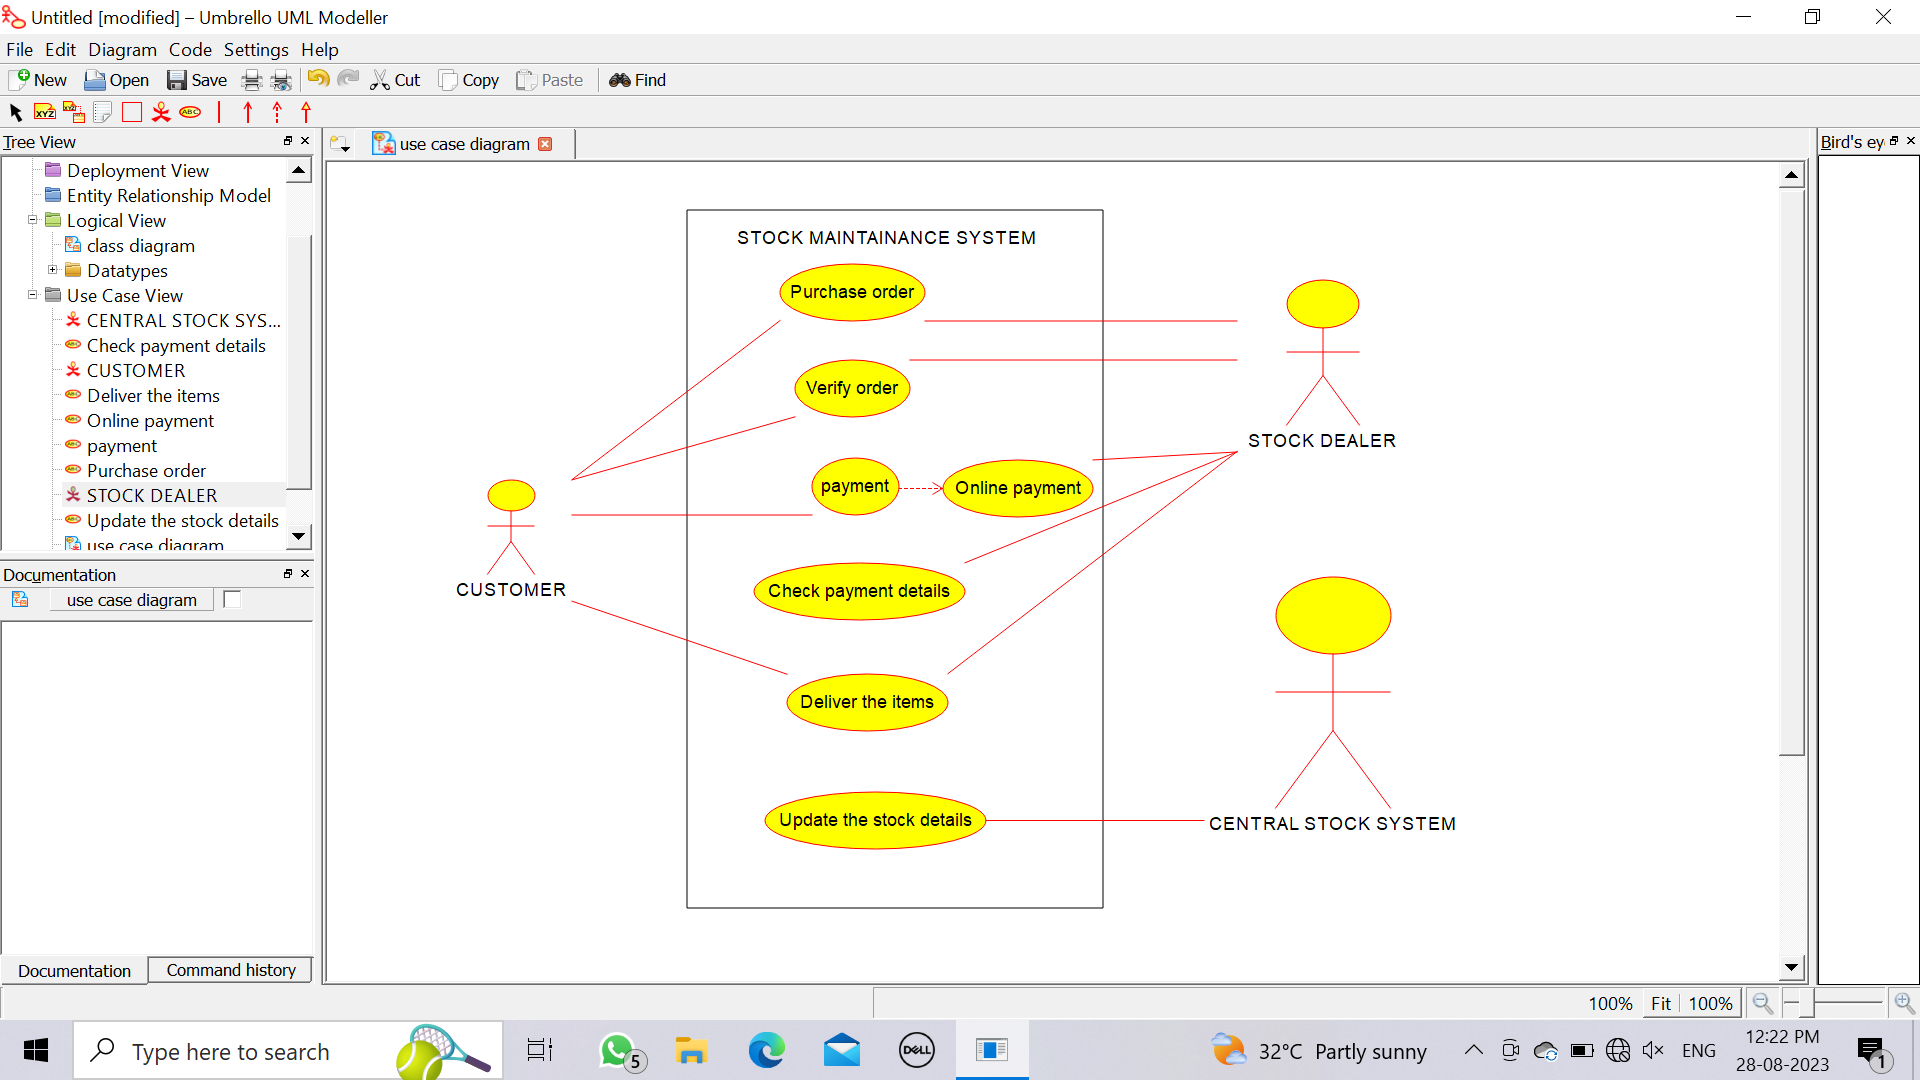 Untitled [modified] – Umbrello UML Modeller
File Edit Diagram Code Settings Help
New Open Save Cut Copy Paste Find
XYZ XYZ ABC
Tree View
Deployment View
Entity Relationship Model
Logical View
class diagram
Datatypes
Use Case View
CENTRAL STOCK SYS...
Check payment details
CUSTOMER
Deliver the items
Online payment
payment
Purchase order
STOCK DEALER
Update the stock details
use case diagram
Documentation
use case diagram
Documentation Command history
use case diagram
STOCK MAINTAINANCE SYSTEM
Purchase order
Verify order
payment
Online payment
Check payment details
Deliver the items
Update the stock details
CUSTOMER
STOCK DEALER
CENTRAL STOCK SYSTEM
Bird's ey
100% Fit 100%
Type here to search
5
DELL
32°C Partly sunny
ENG
12:22 PM
28-08-2023
1